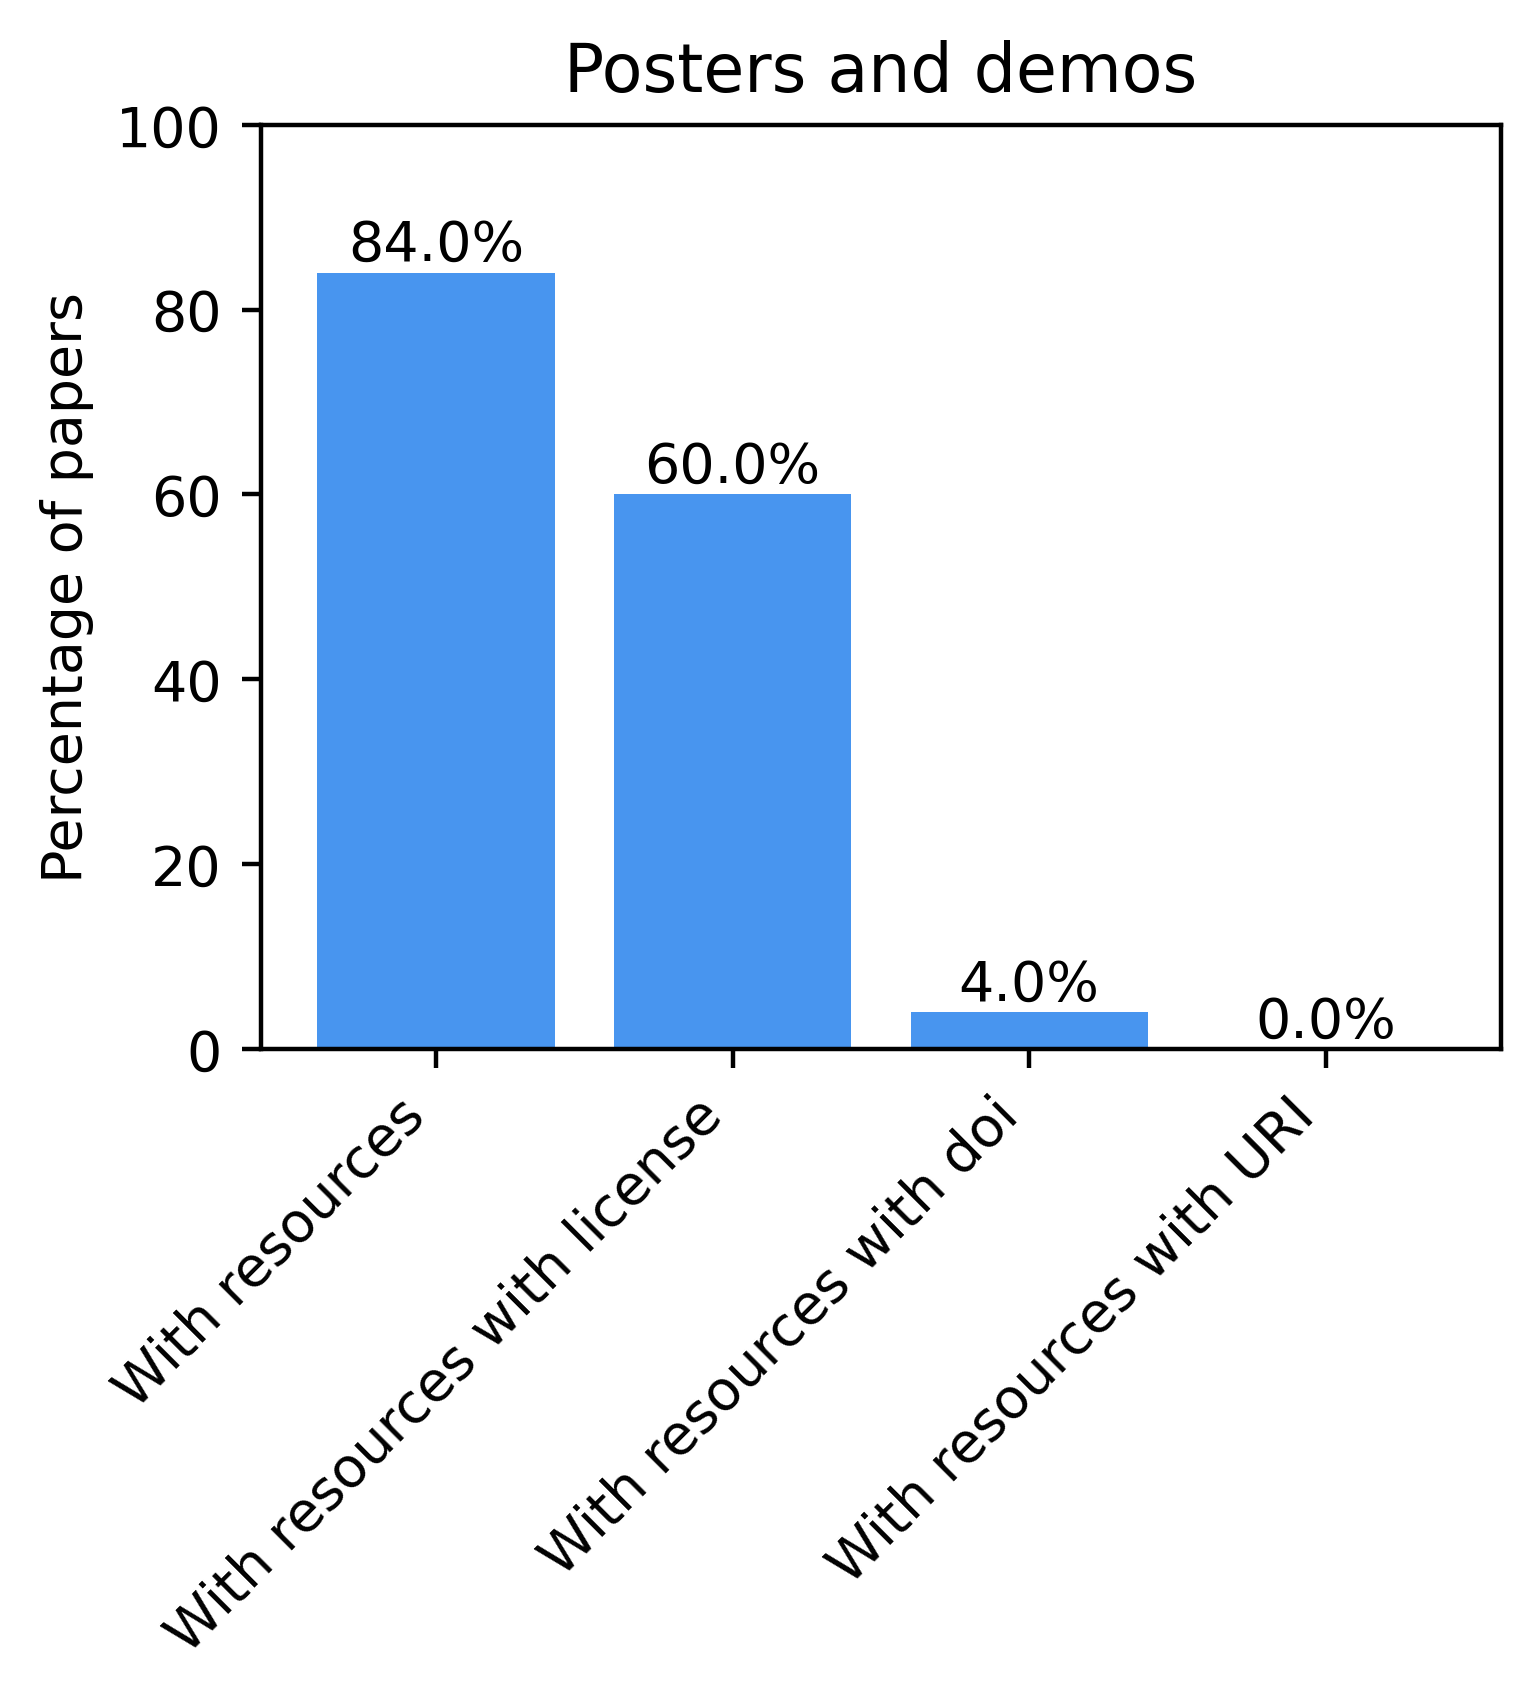 Posters and demos
Percentage of papers
100
80
60
40
20
0
84.0%
60.0%
4.0%
0.0%
With resources
With resources with license
With resources with doi
With resources with URI